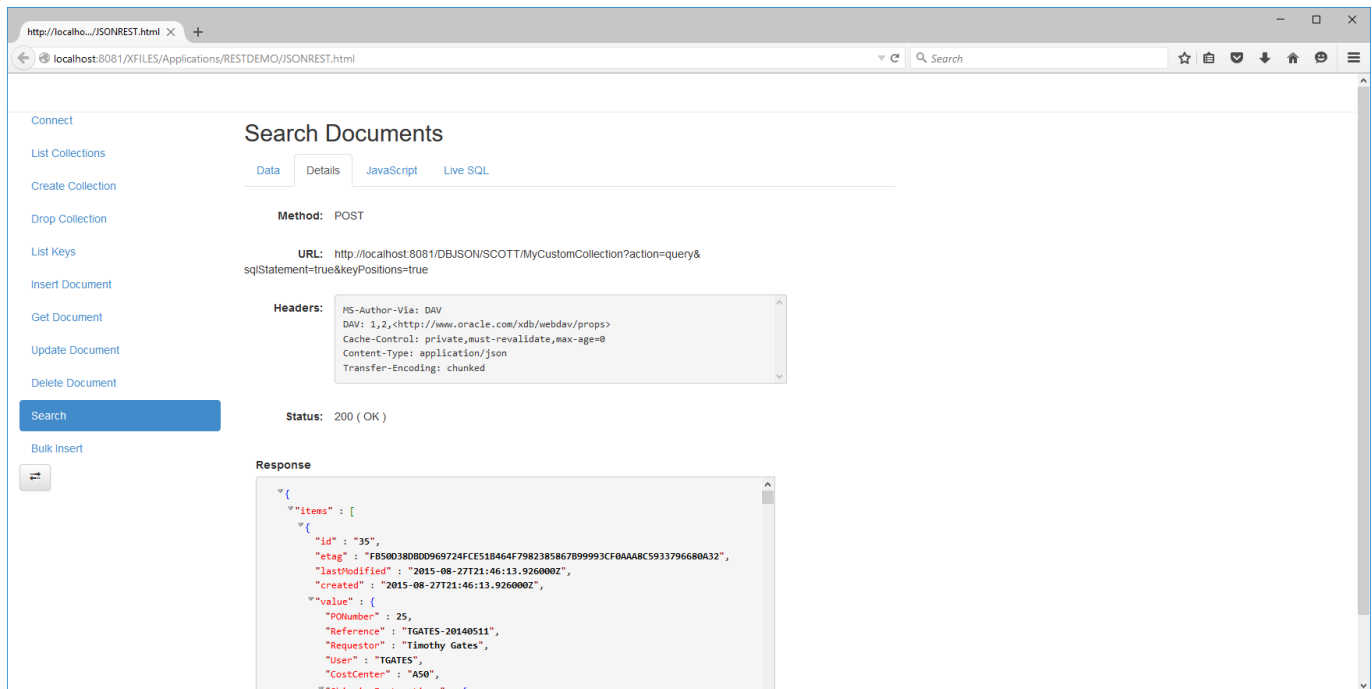 http://localho.../JSONREST.html
localhost:8081/XFILES/Applications/RESTDEMO/JSONREST.html
Search
Connect
List Collections
Create Collection
Drop Collection
List Keys
Insert Document
Get Document
Update Document
Delete Document
Search
Bulk Insert
Search Documents
Data Details JavaScript Live SQL
Method: POST
URL: http://localhost:8081/DBJSON/SCOTT/MyCustomCollection?action=query&
sqlStatement=true&keyPositions=true
Headers:
MS-Author-Via: DAV
DAV: 1,2,<http://www.oracle.com/xdb/webdav/props>
Cache-Control: private,must-revalidate,max-age=0
Content-Type: application/json
Transfer-Encoding: chunked
Status: 200 ( OK )
Response
{
"items" : [
{
"id" : "35",
"etag" : "FB50D38DBDD969724FCE51B464F7982385867B99993CF0AAA8C5933796680A32",
"lastModified" : "2015-08-27T21:46:13.926000Z",
"created" : "2015-08-27T21:46:13.926000Z",
"value" : {
"PONumber" : 25,
"Reference" : "TGATES-20140511",
"Requestor" : "Timothy Gates",
"User" : "TGATES",
"CostCenter" : "A50",